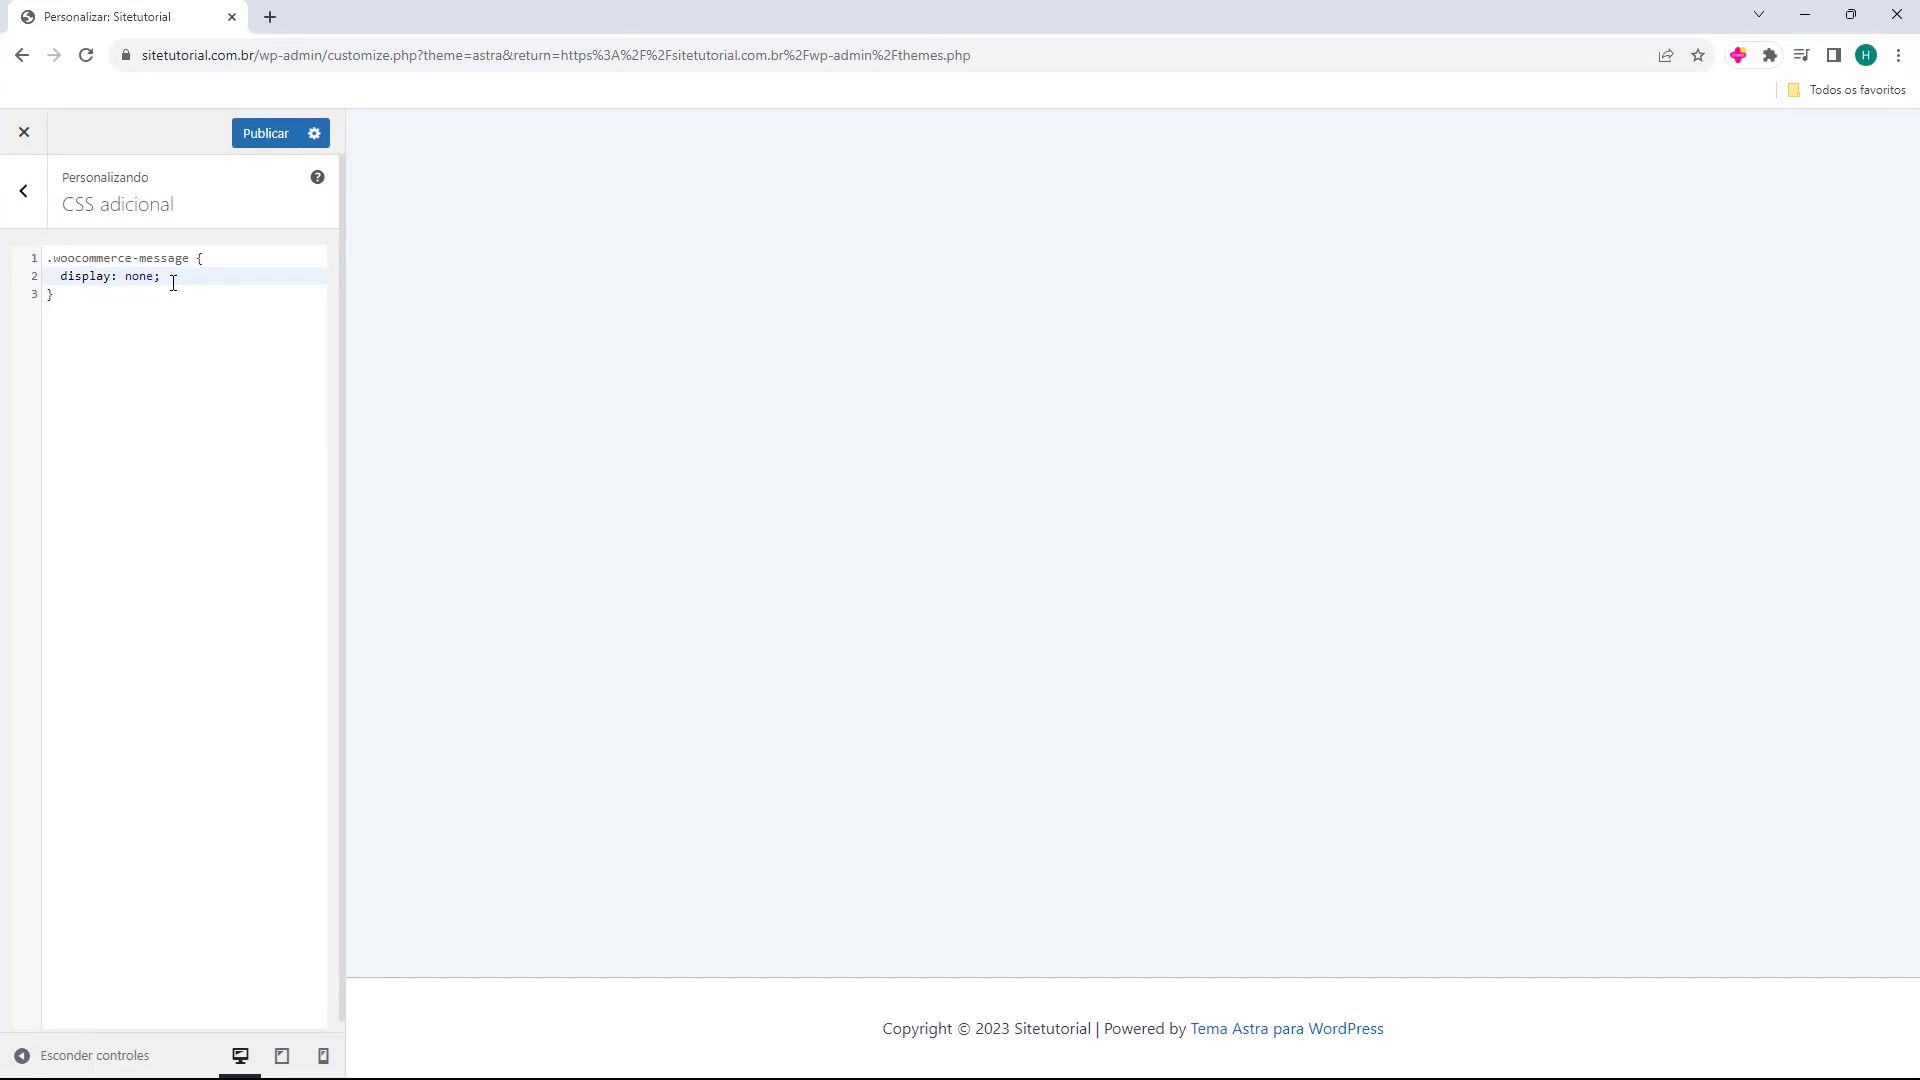 Personalizar: Sitetutorial
sitetutorial.com.br/wp-admin/customize.php?theme=astra&return=https%3A%2F%2Fsitetutorial.com.br%2Fwp-admin%2Fthemes.php
H
Todos os favoritos
Publicar
Personalizando
CSS adicional
1 .woocommerce-message {
2 display: none;
3 }
Copyright © 2023 Sitetutorial | Powered by Tema Astra para WordPress
Esconder controles